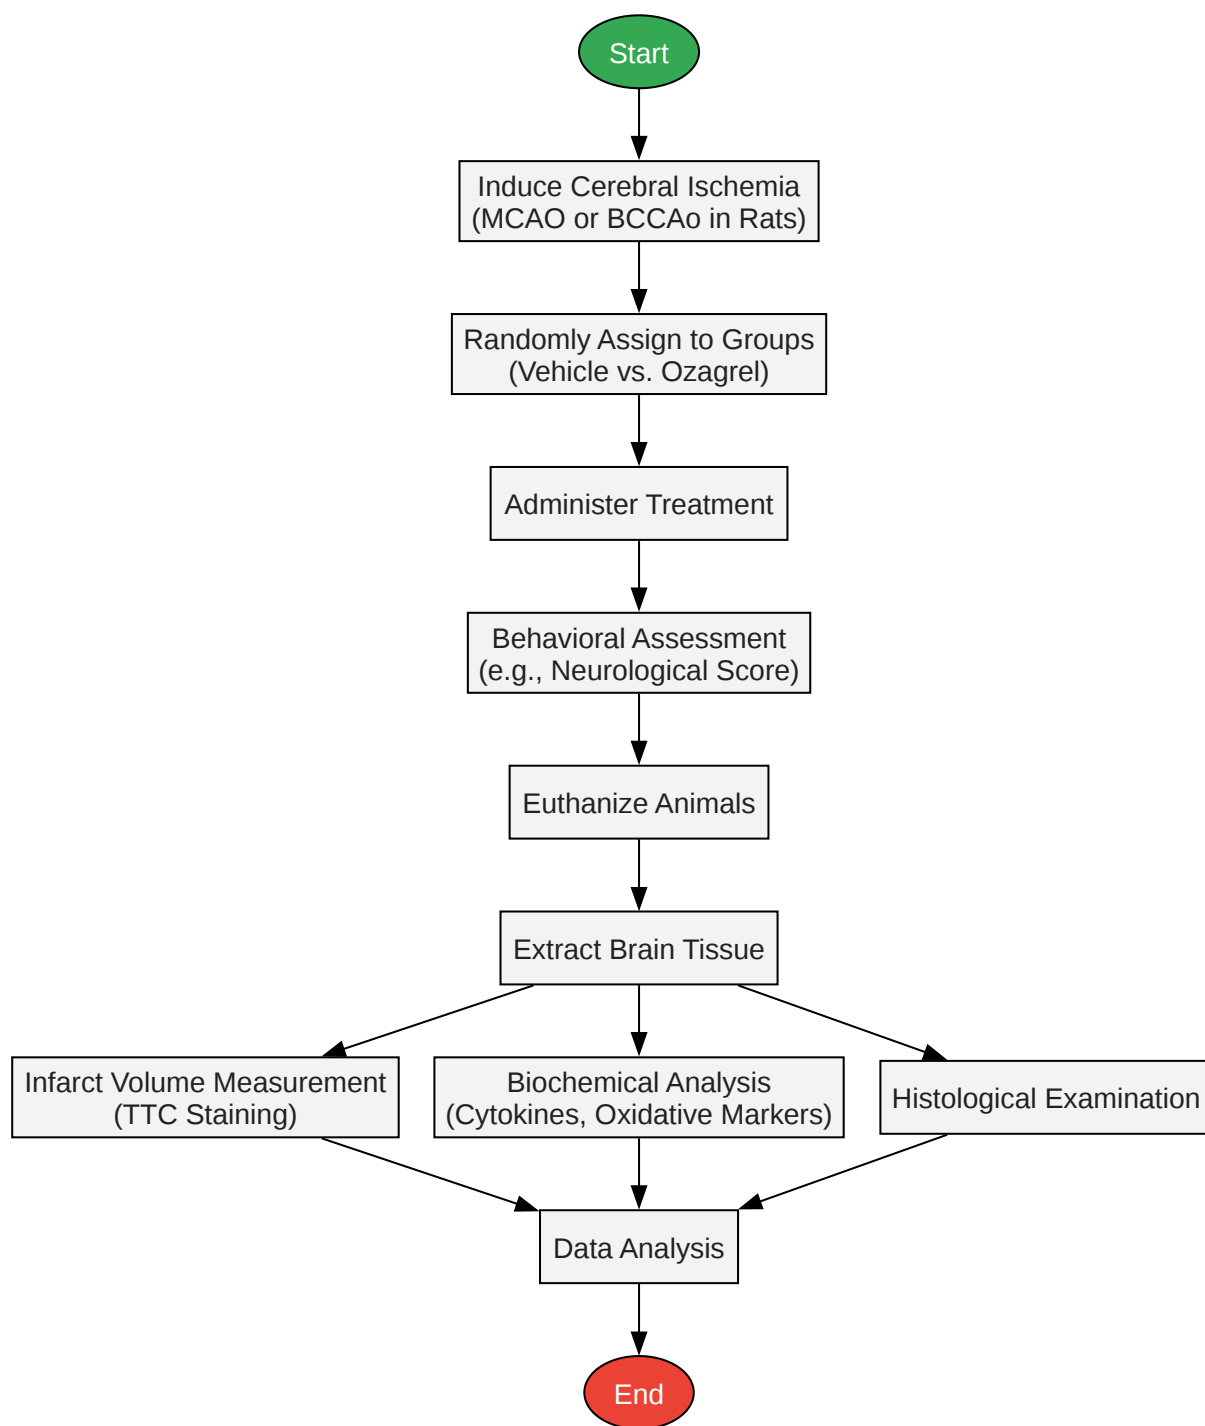 Start
Induce Cerebral Ischemia
(MCAO or BCCAo in Rats)
Randomly Assign to Groups
(Vehicle vs. Ozagrel)
Administer Treatment
Behavioral Assessment
(e.g., Neurological Score)
Euthanize Animals
Extract Brain Tissue
Infarct Volume Measurement
(TTC Staining)
Biochemical Analysis
(Cytokines, Oxidative Markers)
Histological Examination
Data Analysis
End